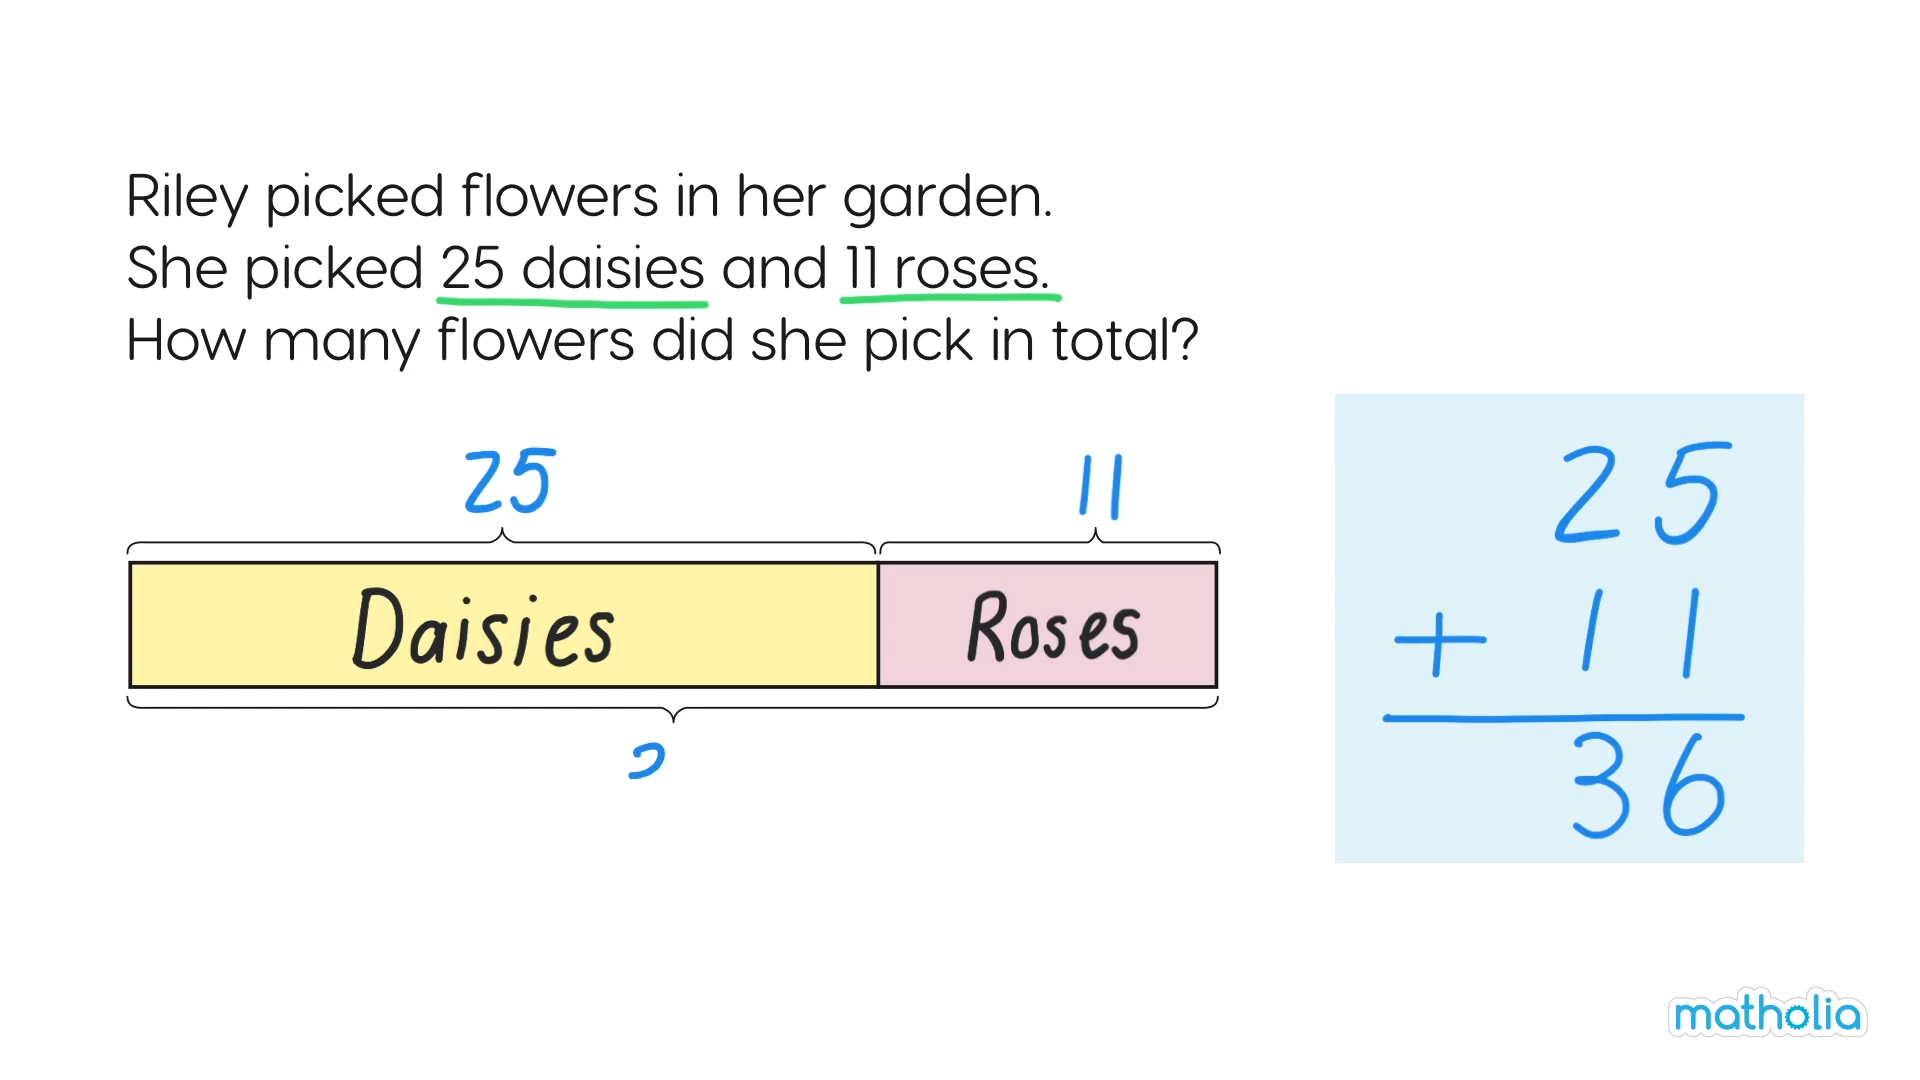 Riley picked flowers in her garden.
She picked 25 daisies and 11 roses.
How many flowers did she pick in total?
25 11
Daisies Roses
25
+ 11
36
matholia